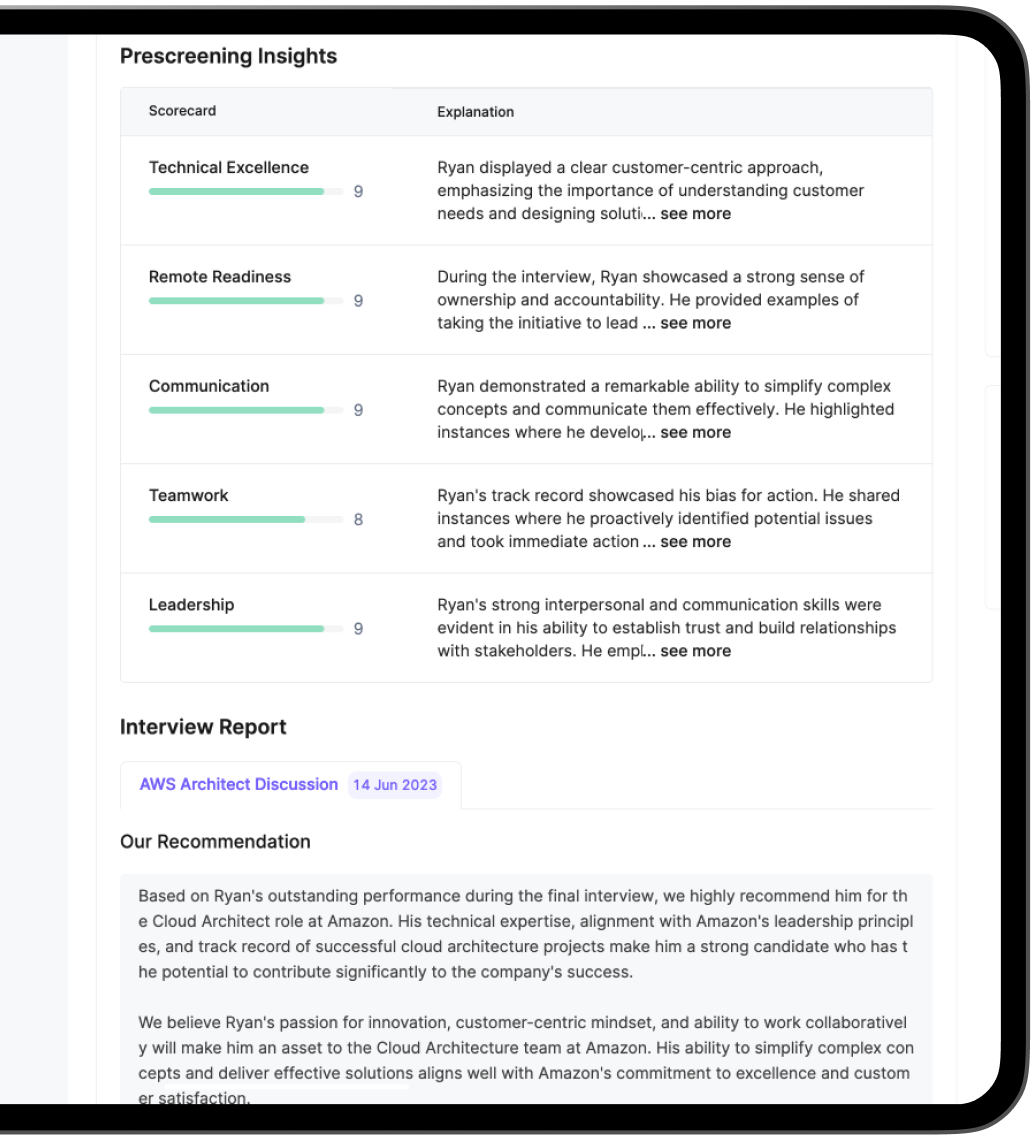 Prescreening Insights
Scorecard
Explanation
Technical Excellence
9
Ryan displayed a clear customer-centric approach,
emphasizing the importance of understanding customer
needs and designing soluti... see more
Remote Readiness
9
During the interview, Ryan showcased a strong sense of
ownership and accountability. He provided examples of
taking the initiative to lead ... see more
Communication
9
Ryan demonstrated a remarkable ability to simplify complex
concepts and communicate them effectively. He highlighted
instances where he develop... see more
Teamwork
8
Ryan's track record showcased his bias for action. He shared
instances where he proactively identified potential issues
and took immediate action ... see more
Leadership
9
Ryan's strong interpersonal and communication skills were
evident in his ability to establish trust and build relationships
with stakeholders. He empl... see more
Interview Report
AWS Architect Discussion 14 Jun 2023
Our Recommendation
Based on Ryan's outstanding performance during the final interview, we highly recommend him for th
e Cloud Architect role at Amazon. His technical expertise, alignment with Amazon's leadership principl
es, and track record of successful cloud architecture projects make him a strong candidate who has t
he potential to contribute significantly to the company's success.
We believe Ryan's passion for innovation, customer-centric mindset, and ability to work collaborativel
y will make him an asset to the Cloud Architecture team at Amazon. His ability to simplify complex con
cepts and deliver effective solutions aligns well with Amazon's commitment to excellence and custom
er satisfaction.